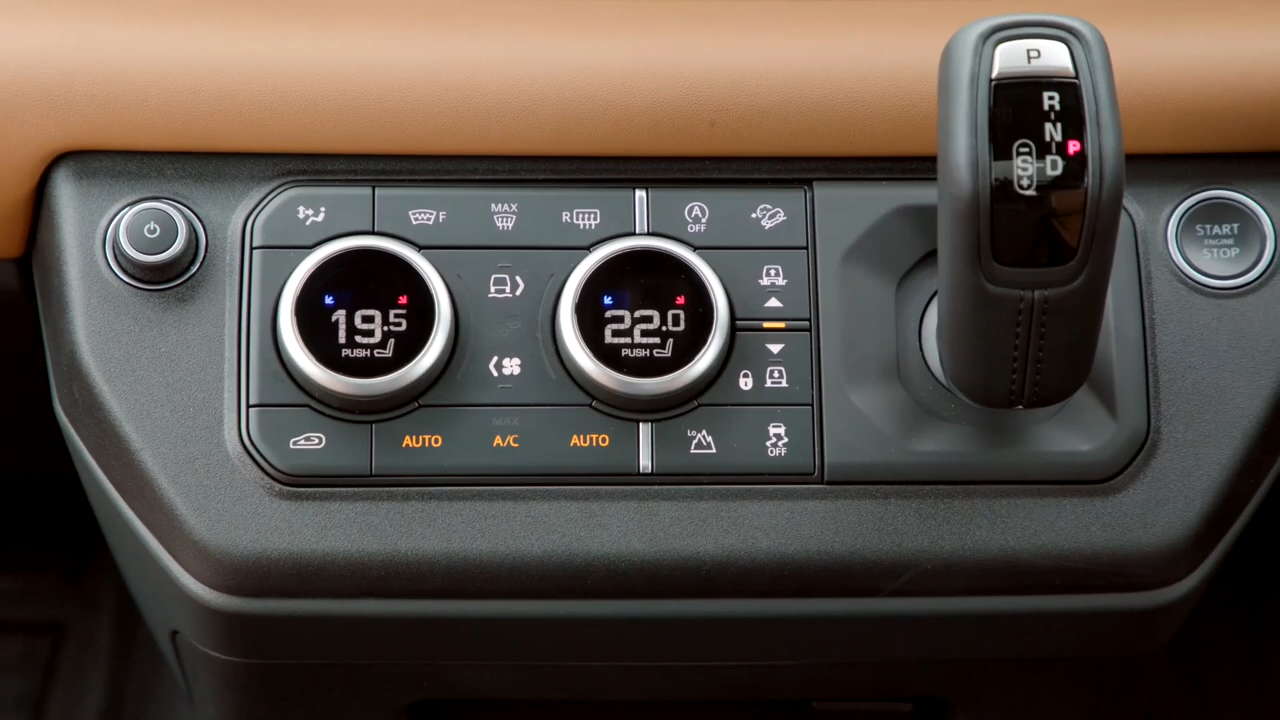 P
R
N
P
S
D
F
MAX
R
A
OFF
START
ENGINE
STOP
19.5
PUSH
22.0
PUSH
MAX
AUTO
A/C
AUTO
Lo
OFF